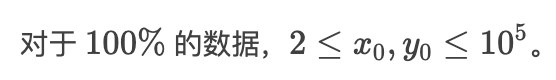 对于 100% 的数据，2 ≤ x₀, y₀ ≤ 10⁵。